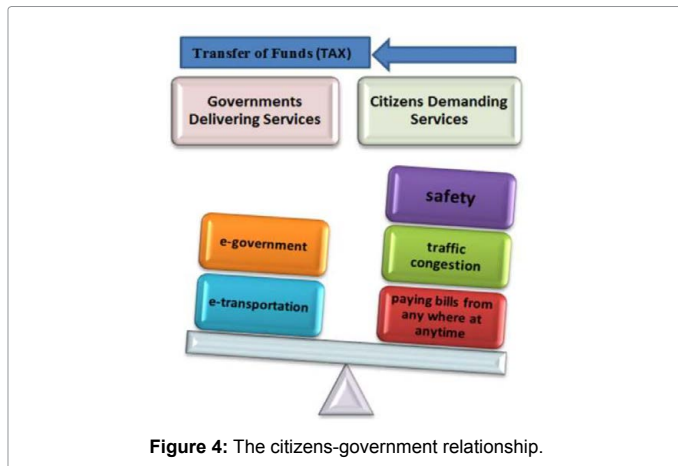 Transfer of Funds (TAX)
Governments
Delivering Services
Citizens Demanding
Services
safety
e-government
traffic
congestion
e-transportation
paying bills from
any where at
anytime
Figure 4: The citizens-government relationship.